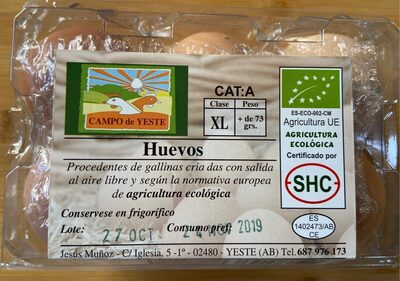 CAT:A
Clase Peso
XL + de 73 grs.
CAMPO de YESTE
Huevos
Procedentes de gallinas criadas con salida
al aire libre y según la normativa europea
de agricultura ecológica
Conservese en frigorífico
Lote: 27 OCT Consumo pref: 24 2019
Jesús Muñoz - C/ Iglesia, 5 -1º - 02480 - YESTE (AB) Tel. 687 976 173
ES-ECO-002-CM
Agricultura UE
AGRICULTURA
ECOLÓGICA
Certificado por
SHC
ES
1402473/AB
CE